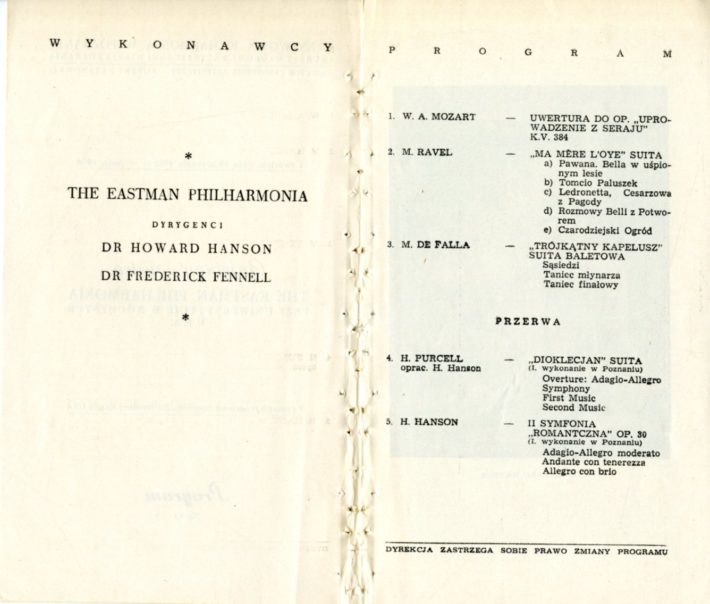 WYKONAWCY
*
THE EASTMAN PHILHARMONIA
DYRYGENCI
DR HOWARD HANSON
DR FREDERICK FENNELL
*
Program
PROGRAM
1. W. A. MOZART — UWERTURA DO OP. „UPRO-
WADZENIE Z SERAJU"
K.V. 384
2. M. RAVEL — „MA MÈRE L'OYE" SUITA
a) Pawana. Bella w uśpio-
nym lesie
b) Tomcio Paluszek
c) Ledronetta, Cesarzowa
z Pagody
d) Rozmowy Belli z Potwo-
rem
e) Czarodziejski Ogród
3. M. DE FALLA — „TRÓJKĄTNY KAPELUSZ"
SUITA BALETOWA
Sąsiedzi
Taniec młynarza
Taniec finałowy
PRZERWA
4. H. PURCELL — „DIOKLECJAN" SUITA
oprac. H. Hanson (I. wykonanie w Poznaniu)
Overture: Adagio-Allegro
Symphony
First Music
Second Music
5. H. HANSON — II SYMFONIA
„ROMANTCZNA" OP. 30
(I. wykonanie w Poznaniu)
Adagio-Allegro moderato
Andante con tenerezza
Allegro con brio
DYREKCJA ZASTRZEGA SOBIE PRAWO ZMIANY PROGRAMU